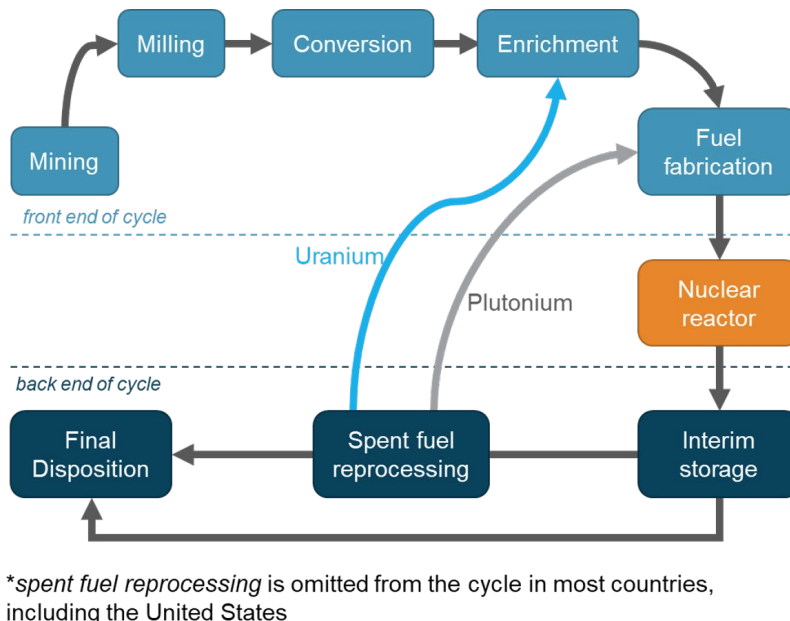 Milling
Conversion
Enrichment
Mining
Fuel
fabrication
front end of cycle
Uranium
Plutonium
Nuclear
reactor
back end of cycle
Final
Disposition
Spent fuel
reprocessing
Interim
storage
*spent fuel reprocessing is omitted from the cycle in most countries,
including the United States